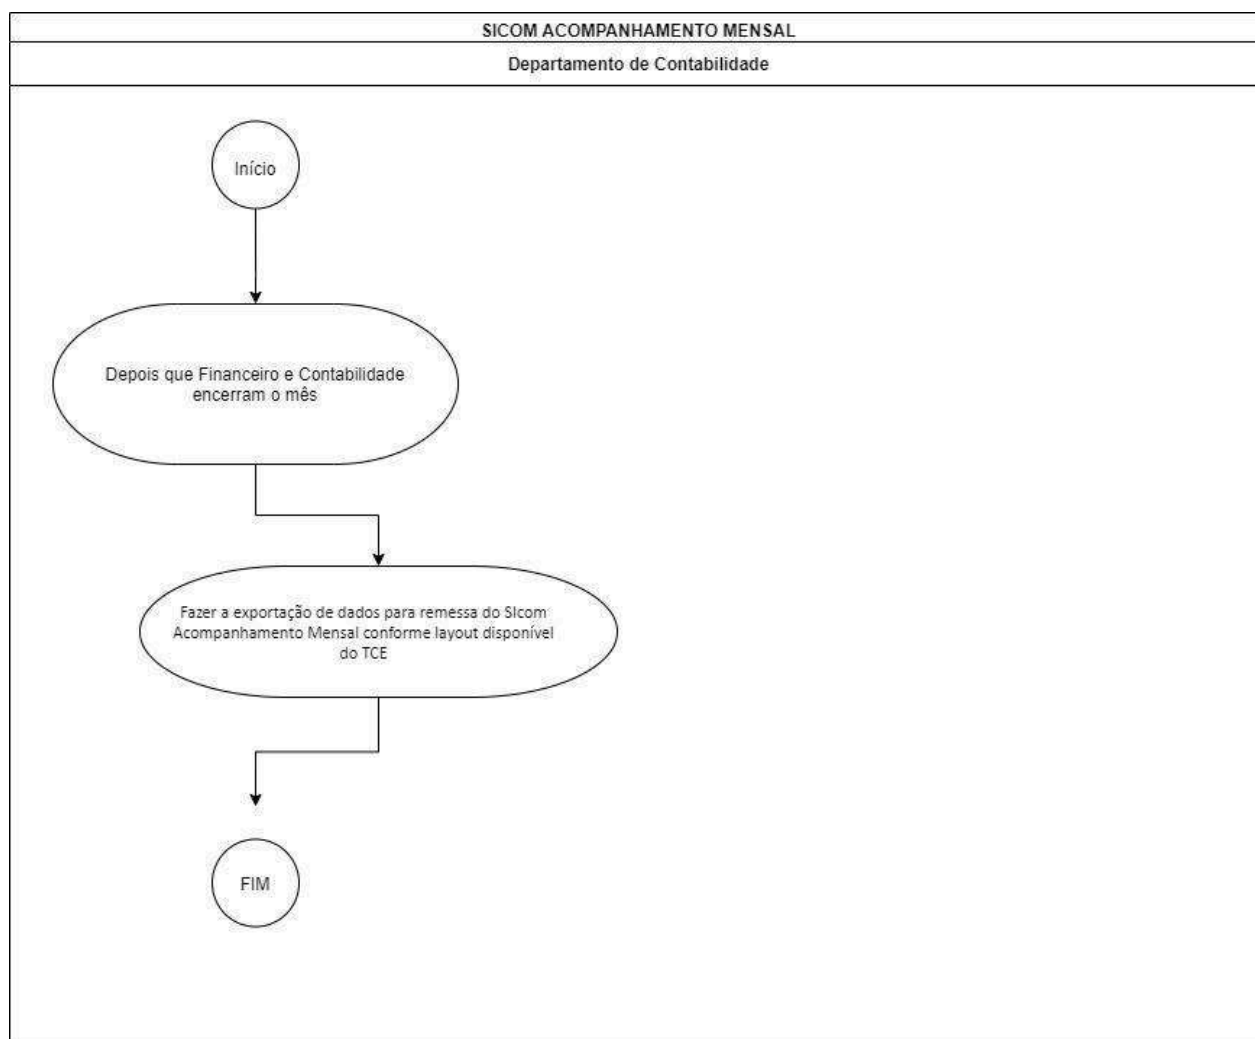 SICOM ACOMPANHAMENTO MENSAL
Departamento de Contabilidade
Início
Depois que Financeiro e Contabilidade
encerram o mês
Fazer a exportação de dados para remessa do SIcom
Acompanhamento Mensal conforme layout disponível
do TCE
FIM